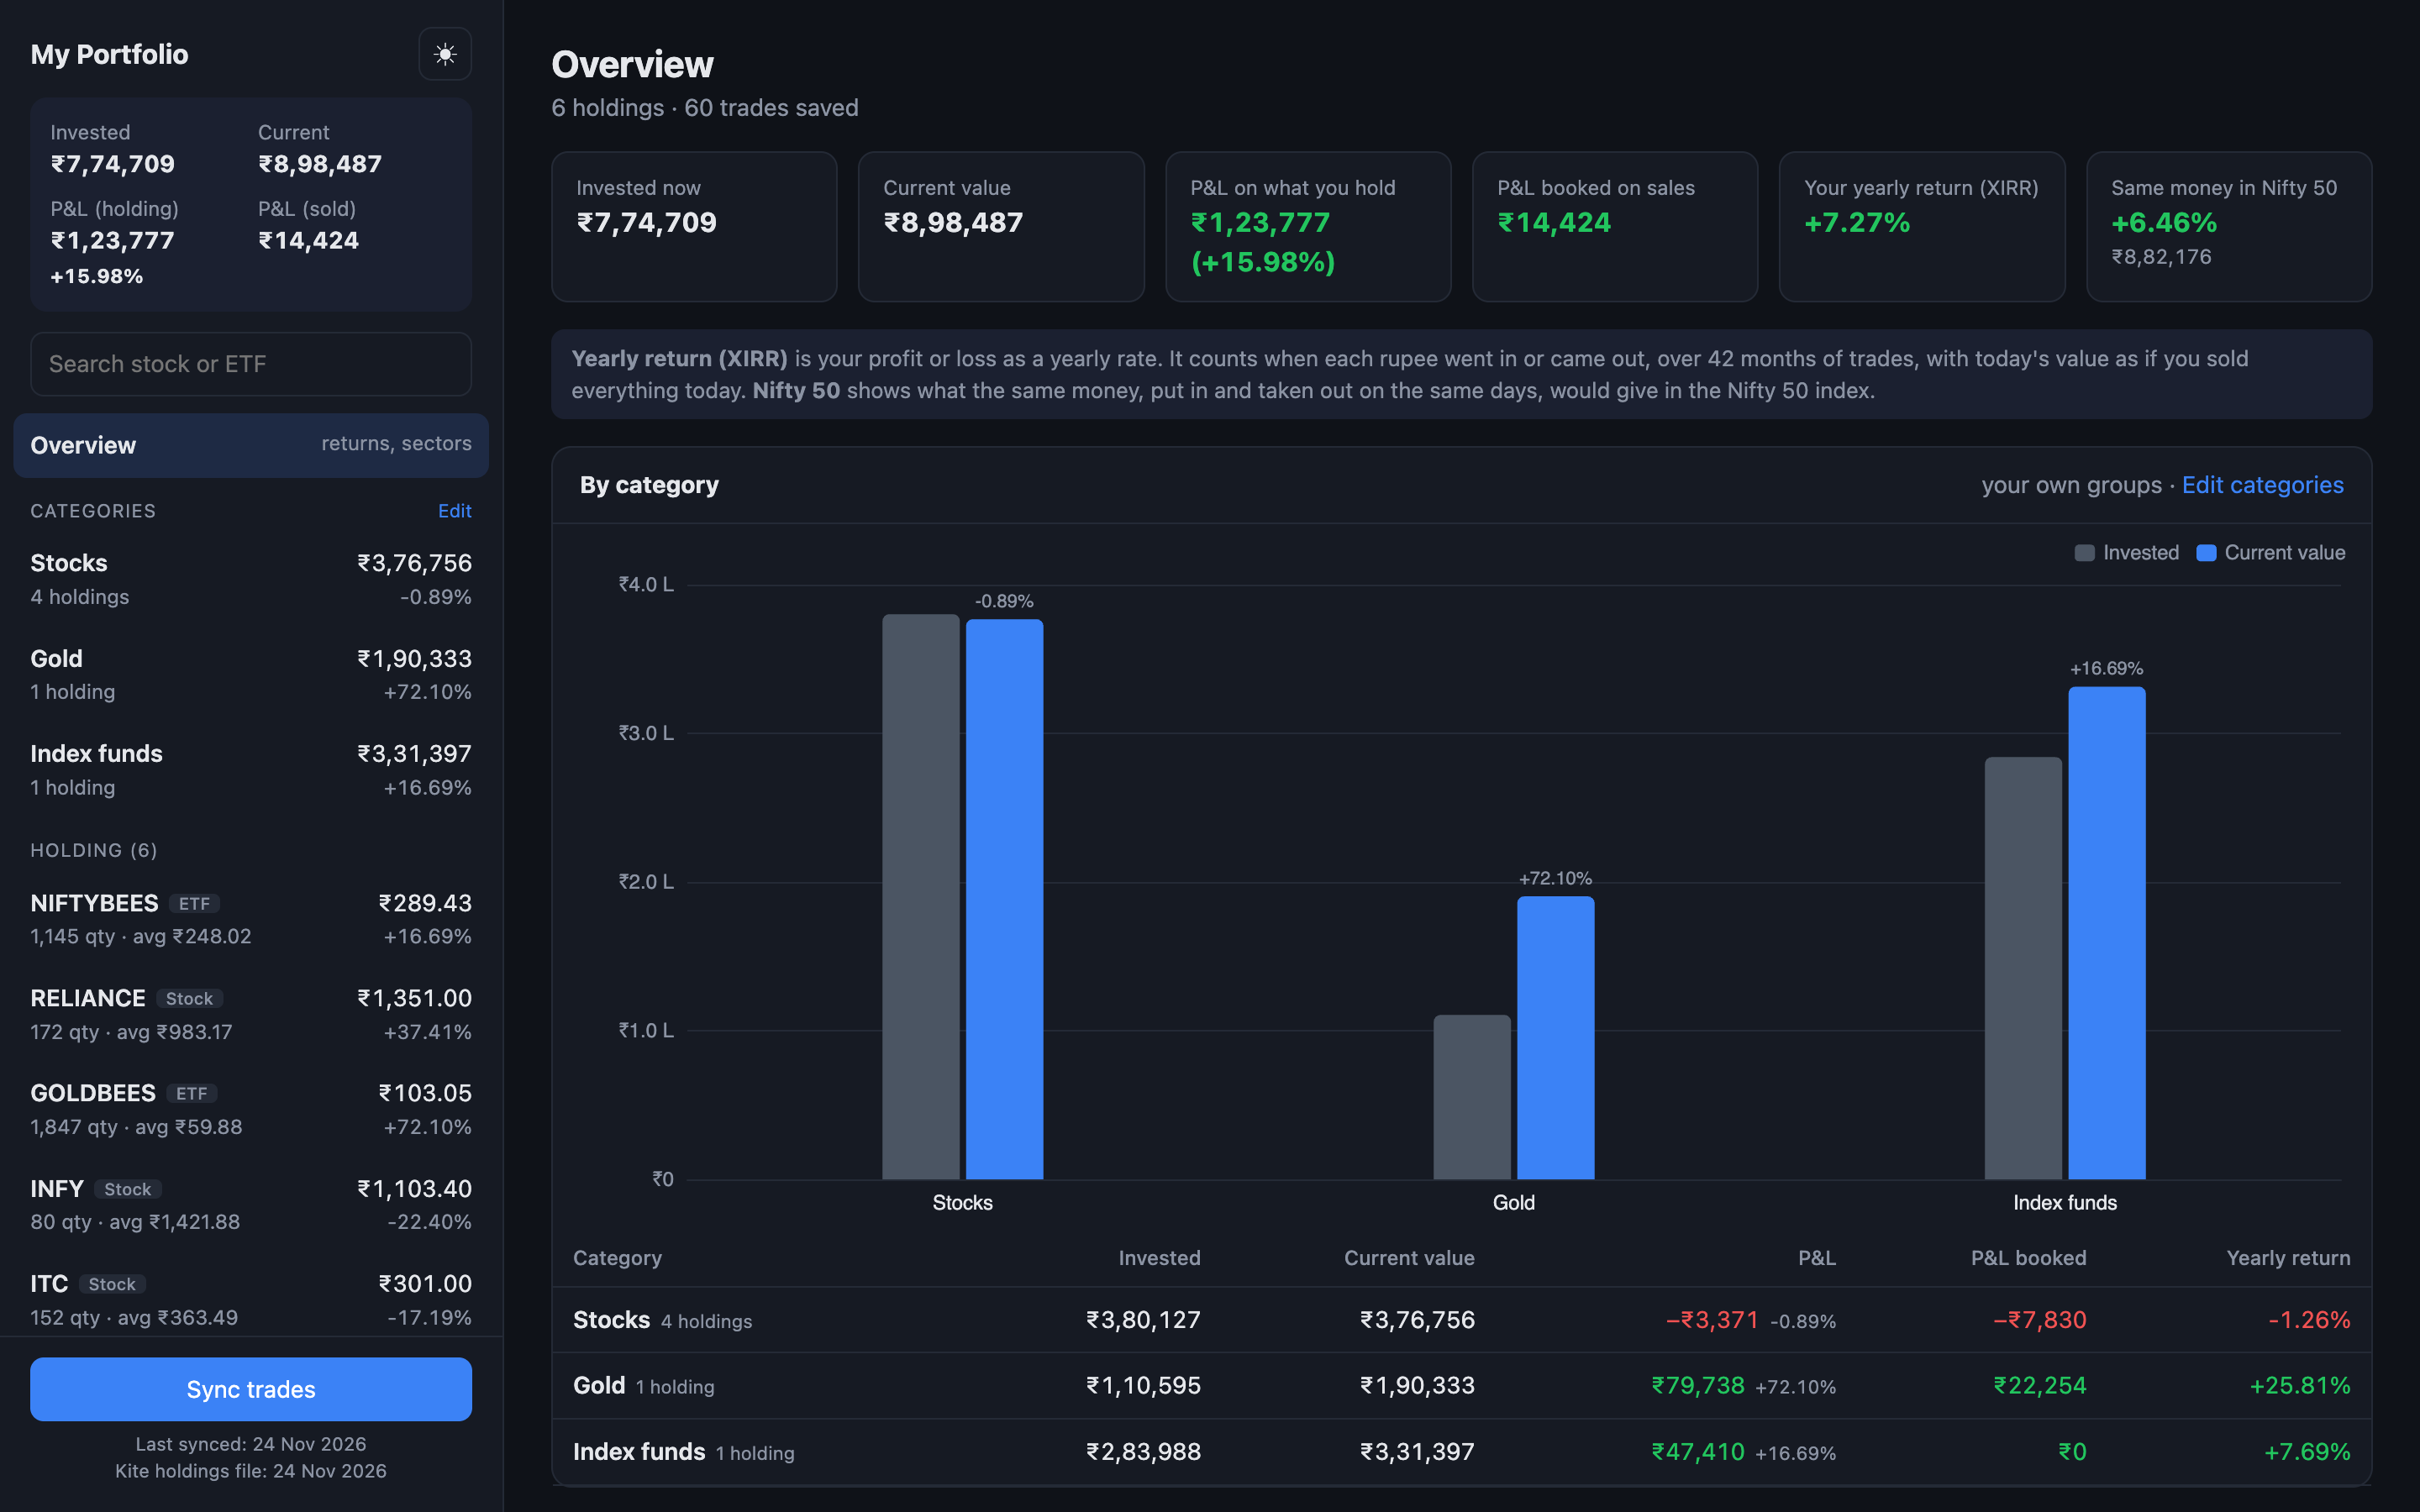 My Portfolio
Invested Current
₹7,74,709 ₹8,98,487
P&L (holding) P&L (sold)
₹1,23,777 ₹14,424
+15.98%
Search stock or ETF
Overview returns, sectors
CATEGORIES Edit
Stocks ₹3,76,756
4 holdings -0.89%
Gold ₹1,90,333
1 holding +72.10%
Index funds ₹3,31,397
1 holding +16.69%
HOLDING (6)
NIFTYBEES ETF ₹289.43
1,145 qty · avg ₹248.02 +16.69%
RELIANCE Stock ₹1,351.00
172 qty · avg ₹983.17 +37.41%
GOLDBEES ETF ₹103.05
1,847 qty · avg ₹59.88 +72.10%
INFY Stock ₹1,103.40
80 qty · avg ₹1,421.88 -22.40%
ITC Stock ₹301.00
152 qty · avg ₹363.49 -17.19%
Sync trades
Last synced: 24 Nov 2026
Kite holdings file: 24 Nov 2026
Overview
6 holdings · 60 trades saved
Invested now
₹7,74,709
Current value
₹8,98,487
P&L on what you hold
₹1,23,777
(+15.98%)
P&L booked on sales
₹14,424
Your yearly return (XIRR)
+7.27%
Same money in Nifty 50
+6.46%
₹8,82,176
Yearly return (XIRR) is your profit or loss as a yearly rate. It counts when each rupee went in or came out, over 42 months of trades, with today's value as if you sold
everything today. Nifty 50 shows what the same money, put in and taken out on the same days, would give in the Nifty 50 index.
By category your own groups · Edit categories
Invested Current value
₹4.0 L
-0.89%
+16.69%
₹3.0 L
₹2.0 L
+72.10%
₹1.0 L
₹0
Stocks Gold Index funds
Category Invested Current value P&L P&L booked Yearly return
Stocks 4 holdings ₹3,80,127 ₹3,76,756 –₹3,371 -0.89% –₹7,830 -1.26%
Gold 1 holding ₹1,10,595 ₹1,90,333 ₹79,738 +72.10% ₹22,254 +25.81%
Index funds 1 holding ₹2,83,988 ₹3,31,397 ₹47,410 +16.69% ₹0 +7.69%